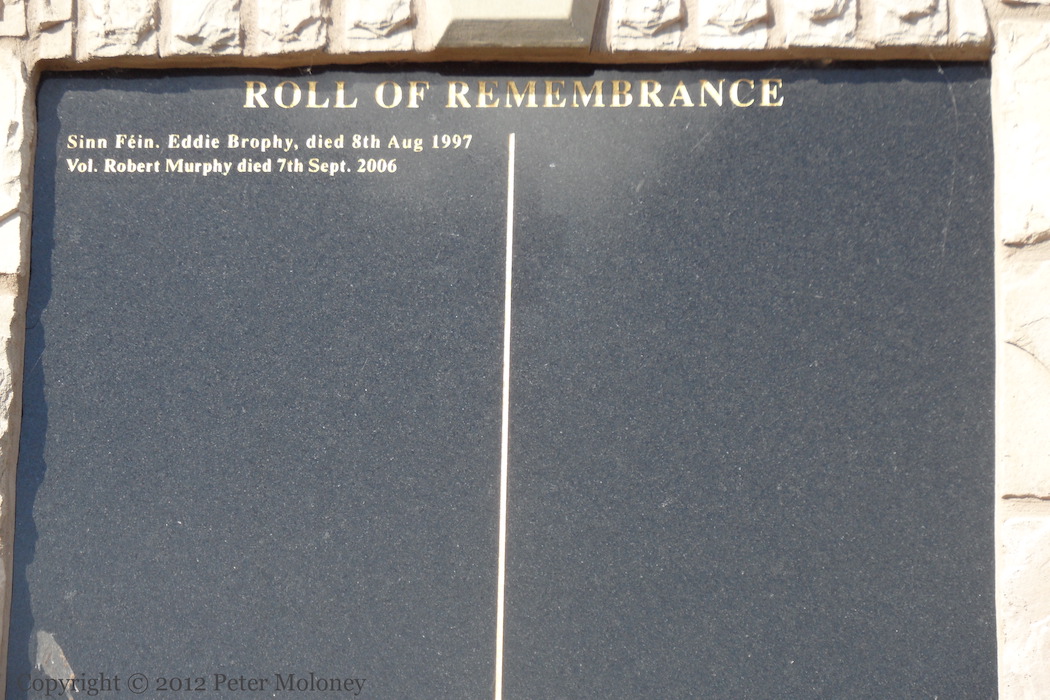 ROLL OF REMEMBRANCE
Sinn Féin. Eddie Brophy, died 8th Aug 1997
Vol. Robert Murphy died 7th Sept. 2006
Copyright © 2012 Peter Moloney